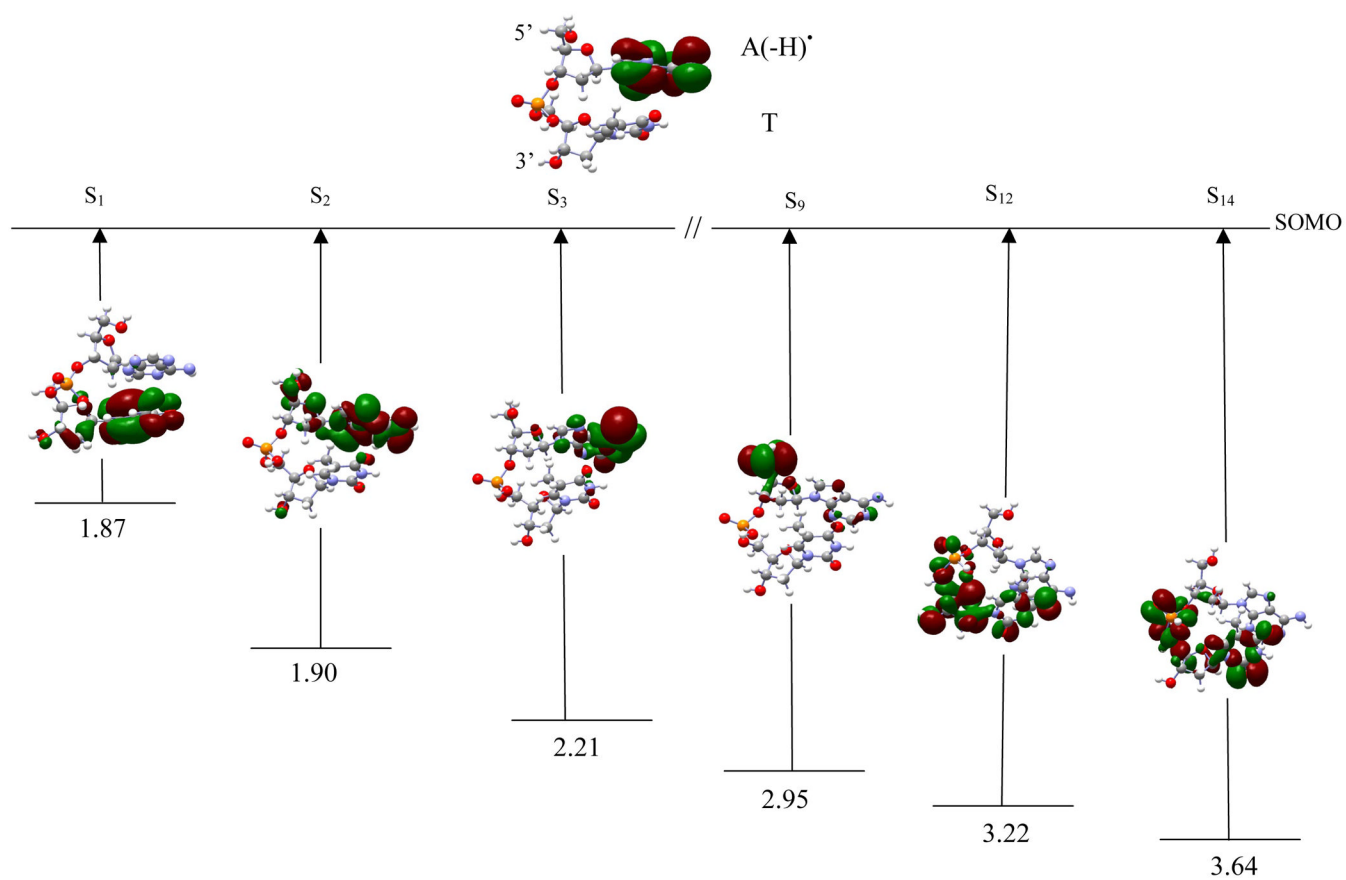 5’
A(-H)•
T
3’
S1 S2 S3 S9 S12 S14
// SOMO
1.87
1.90
2.21
2.95
3.22
3.64